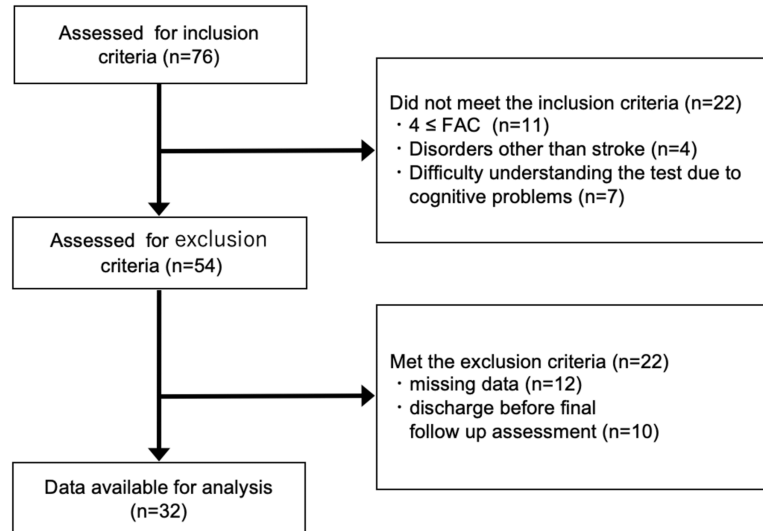 Assessed for inclusion
criteria (n=76)
Did not meet the inclusion criteria (n=22)
・4 ≤ FAC (n=11)
・Disorders other than stroke (n=4)
・Difficulty understanding the test due to
cognitive problems (n=7)
Assessed for exclusion
criteria (n=54)
Met the exclusion criteria (n=22)
・missing data (n=12)
・discharge before final
follow up assessment (n=10)
Data available for analysis
(n=32)